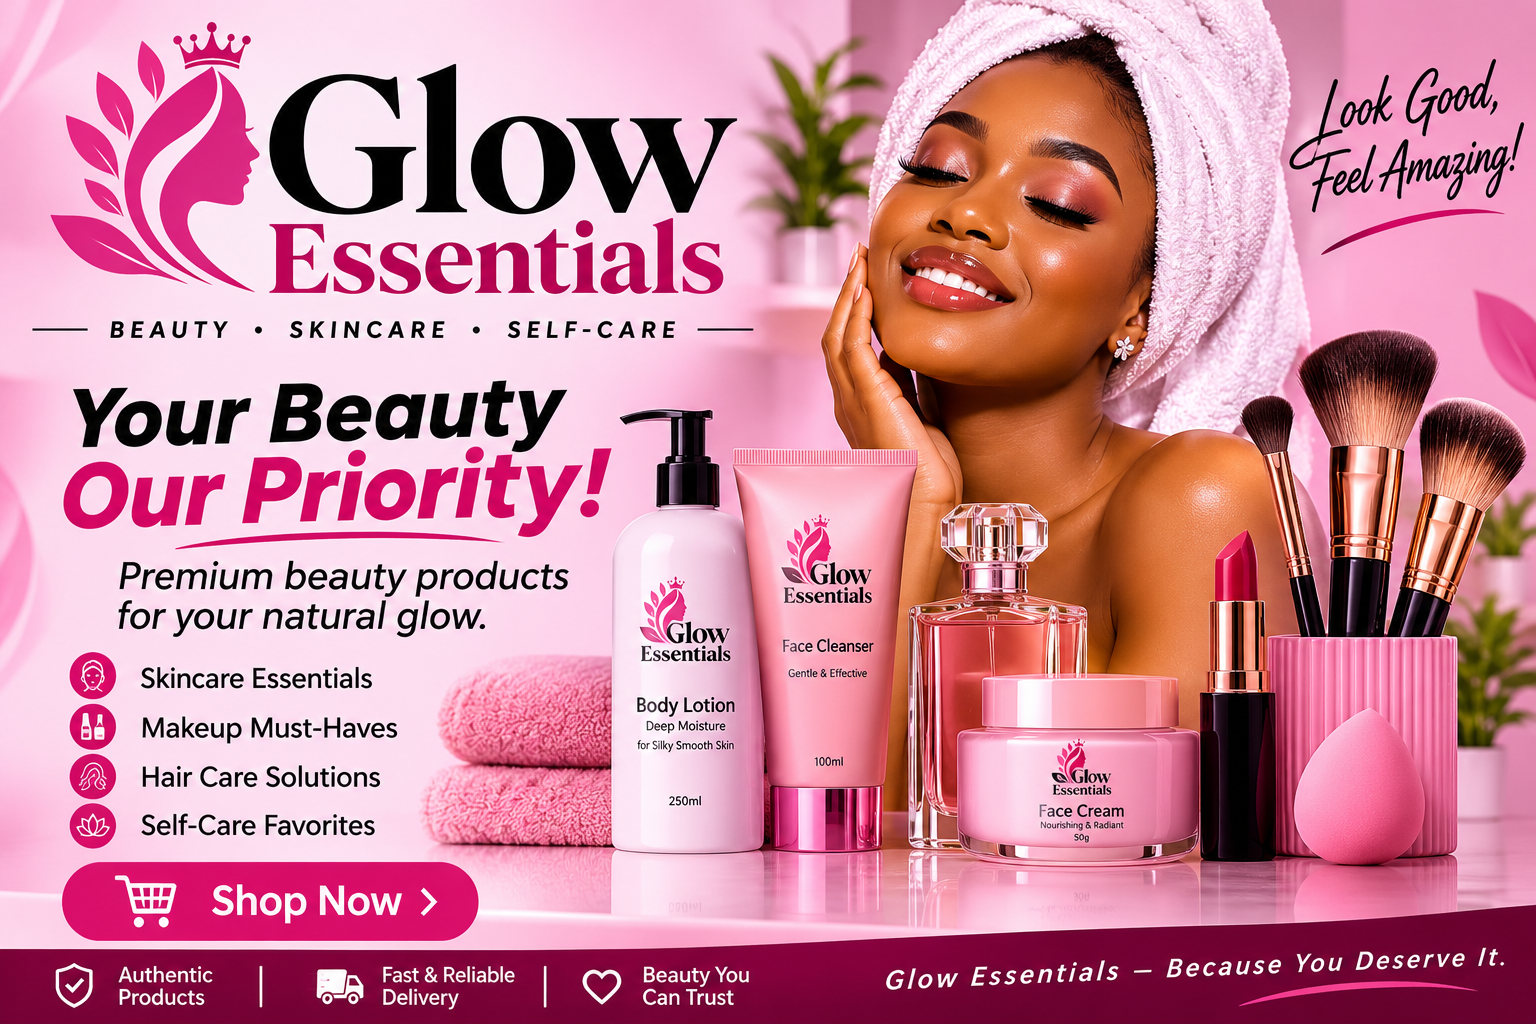 Glow
Essentials
BEAUTY • SKINCARE • SELF-CARE
Look Good,
Feel Amazing!
Your Beauty
Our Priority!
Premium beauty products
for your natural glow.
Skincare Essentials
Makeup Must-Haves
Hair Care Solutions
Self-Care Favorites
Shop Now >
Glow
Essentials
Body Lotion
Deep Moisture
for Silky Smooth Skin
250ml
Glow
Essentials
Face Cleanser
Gentle & Effective
100ml
Glow
Essentials
Face Cream
Nourishing & Radiant
50g
Authentic
Products
Fast & Reliable
Delivery
Beauty You
Can Trust
Glow Essentials — Because You Deserve It.